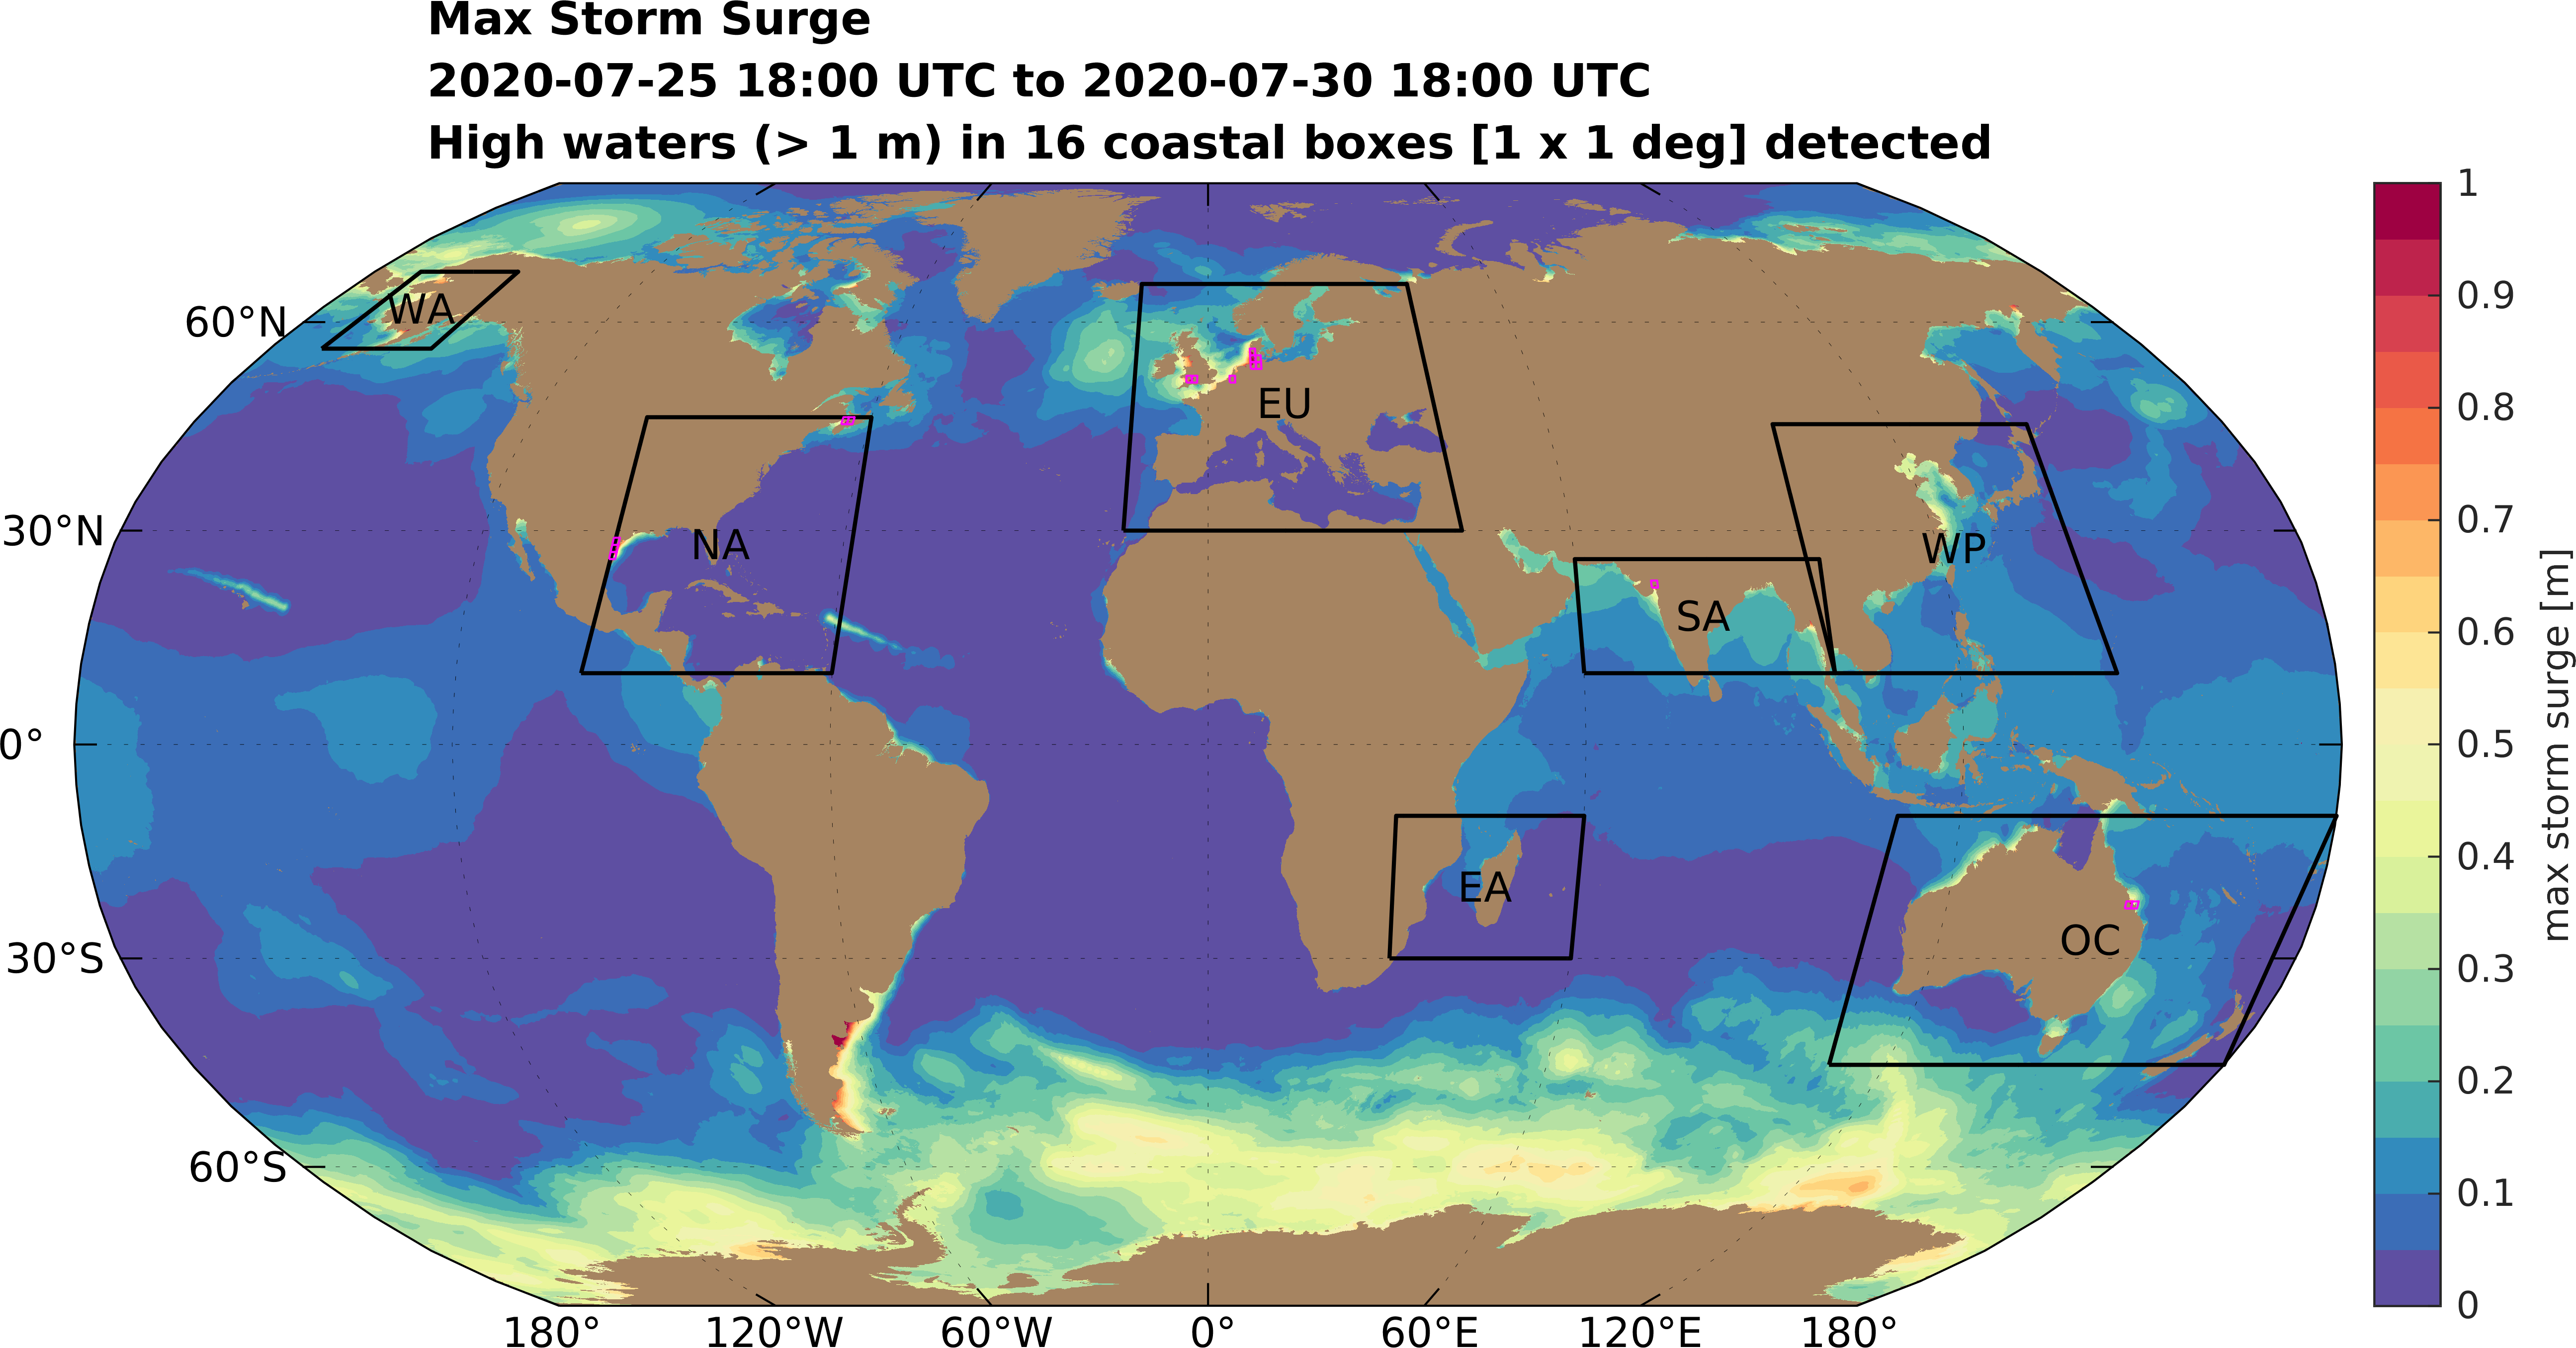 Max Storm Surge
2020-07-25 18:00 UTC to 2020-07-30 18:00 UTC
High waters (> 1 m) in 16 coastal boxes [1 x 1 deg] detected
60°N
30°N
0°
30°S
60°S
WA
NA
EU
SA
WP
EA
OC
180°
120°W
60°W
0°
60°E
120°E
180°
1
0.9
0.8
0.7
0.6
0.5
0.4
0.3
0.2
0.1
0
max storm surge [m]